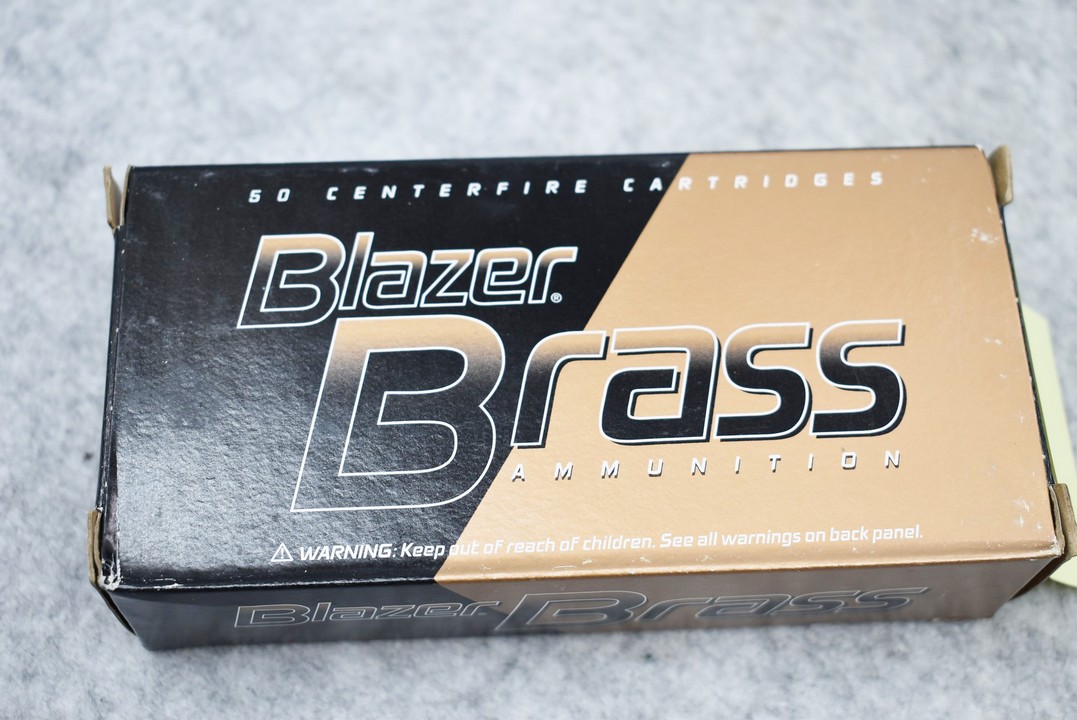 50 CENTERFIRE CARTRIDGES
Blazer®
Brass
AMMUNITION
⚠ WARNING: Keep out of reach of children. See all warnings on back panel.
Blazer Brass